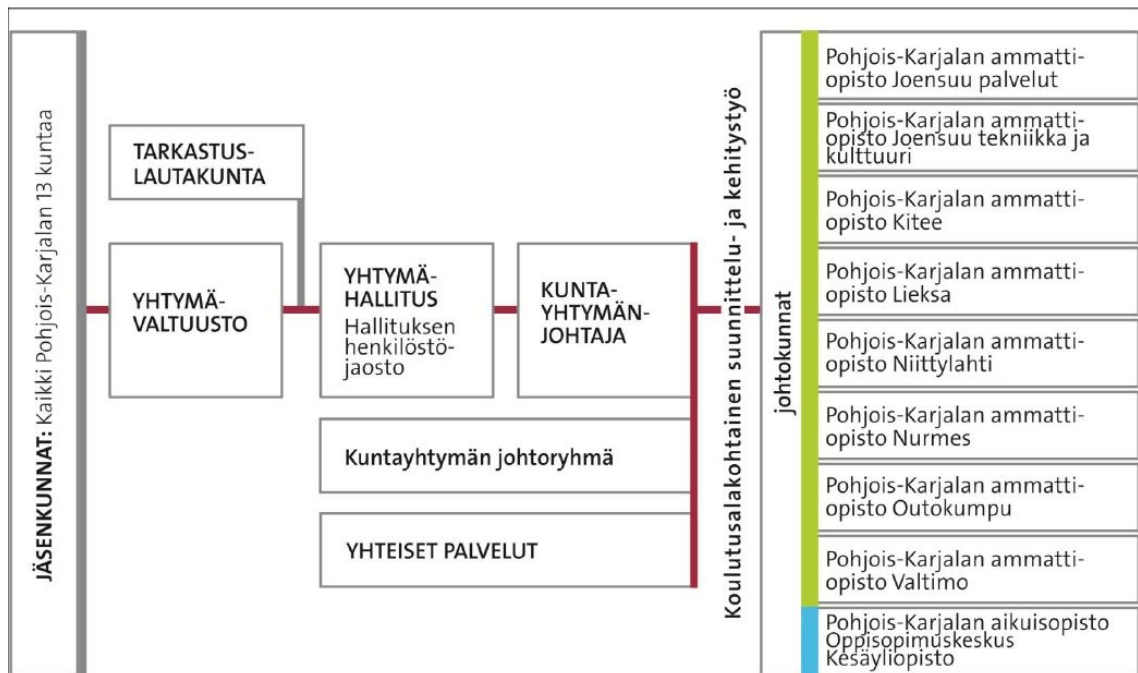 JÄSENKUNNAT: Kaikki Pohjois-Karjalan 13 kuntaa
TARKASTUS-
LAUTAKUNTA
YHTYMÄ-
VALTUUSTO
YHTYMÄ-
HALLITUS
Hallituksen
henkilöstö-
jaosto
KUNTA-
YHTYMÄN-
JOHTAJA
Kuntayhtymän johtoryhmä
YHTEISET PALVELUT
Koulutusalakohtainen suunnittelu- ja kehitystyö
johtokunnat
Pohjois-Karjalan ammatti-
opisto Joensuu palvelut
Pohjois-Karjalan ammatti-
opisto Joensuu tekniikka ja
kulttuuri
Pohjois-Karjalan ammatti-
opisto Kitee
Pohjois-Karjalan ammatti-
opisto Lieksa
Pohjois-Karjalan ammatti-
opisto Niittylahti
Pohjois-Karjalan ammatti-
opisto Nurmes
Pohjois-Karjalan ammatti-
opisto Outokumpu
Pohjois-Karjalan ammatti-
opisto Valtimo
Pohjois-Karjalan aikuisopisto
Oppisopimuskeskus
Kesäyliopisto